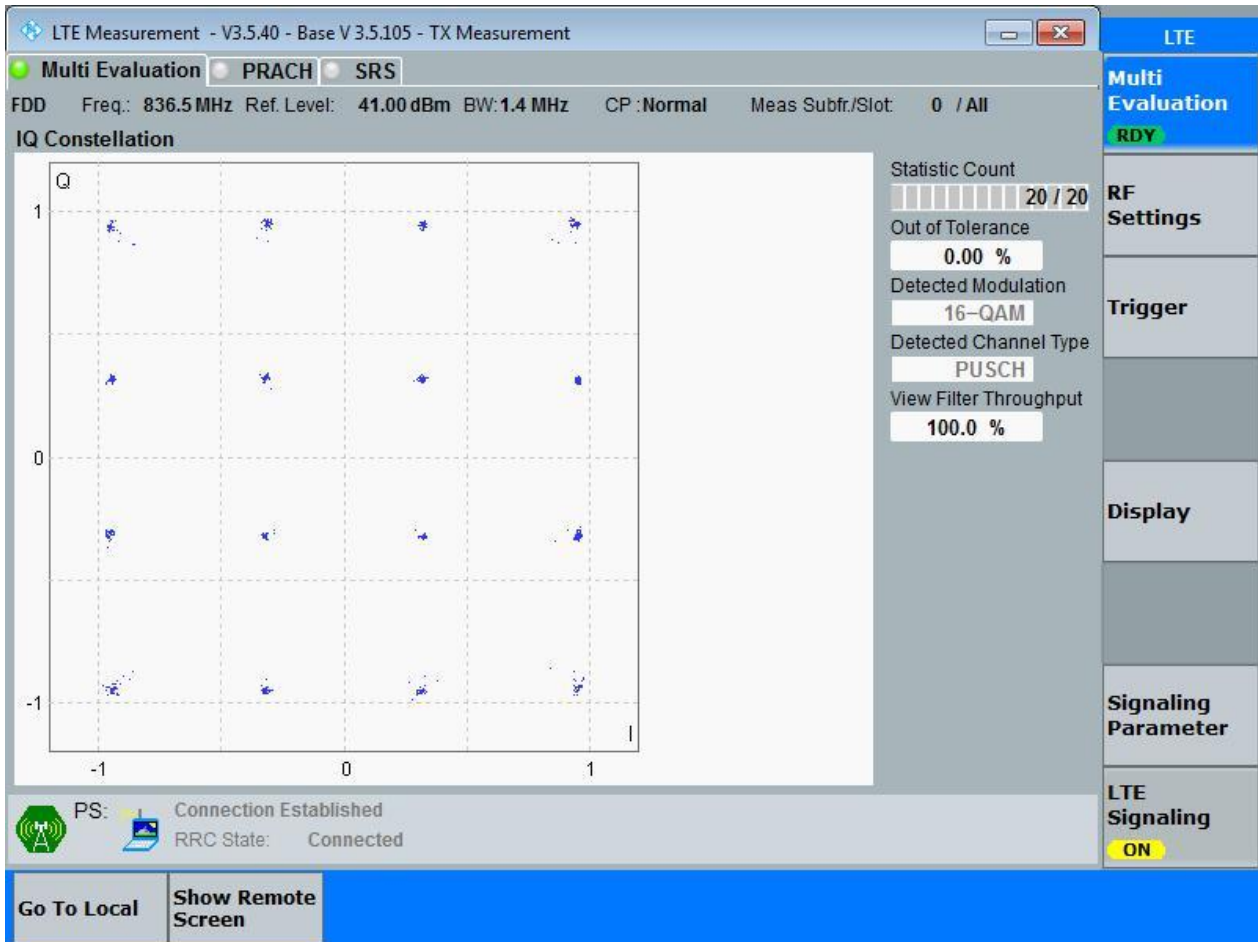 LTE Measurement - V3.5.40 - Base V 3.5.105 - TX Measurement
LTE
Multi Evaluation PRACH SRS
Multi
Evaluation
RDY
FDD Freq.: 836.5 MHz Ref. Level: 41.00 dBm BW: 1.4 MHz CP : Normal Meas Subfr./Slot: 0 / All
IQ Constellation
Q
1
0
-1
I
-1 0 1
Statistic Count
20 / 20
Out of Tolerance
0.00 %
Detected Modulation
16-QAM
Detected Channel Type
PUSCH
View Filter Throughput
100.0 %
RF
Settings
Trigger
Display
Signaling
Parameter
LTE
Signaling
ON
PS: Connection Established
RRC State: Connected
Go To Local
Show Remote
Screen